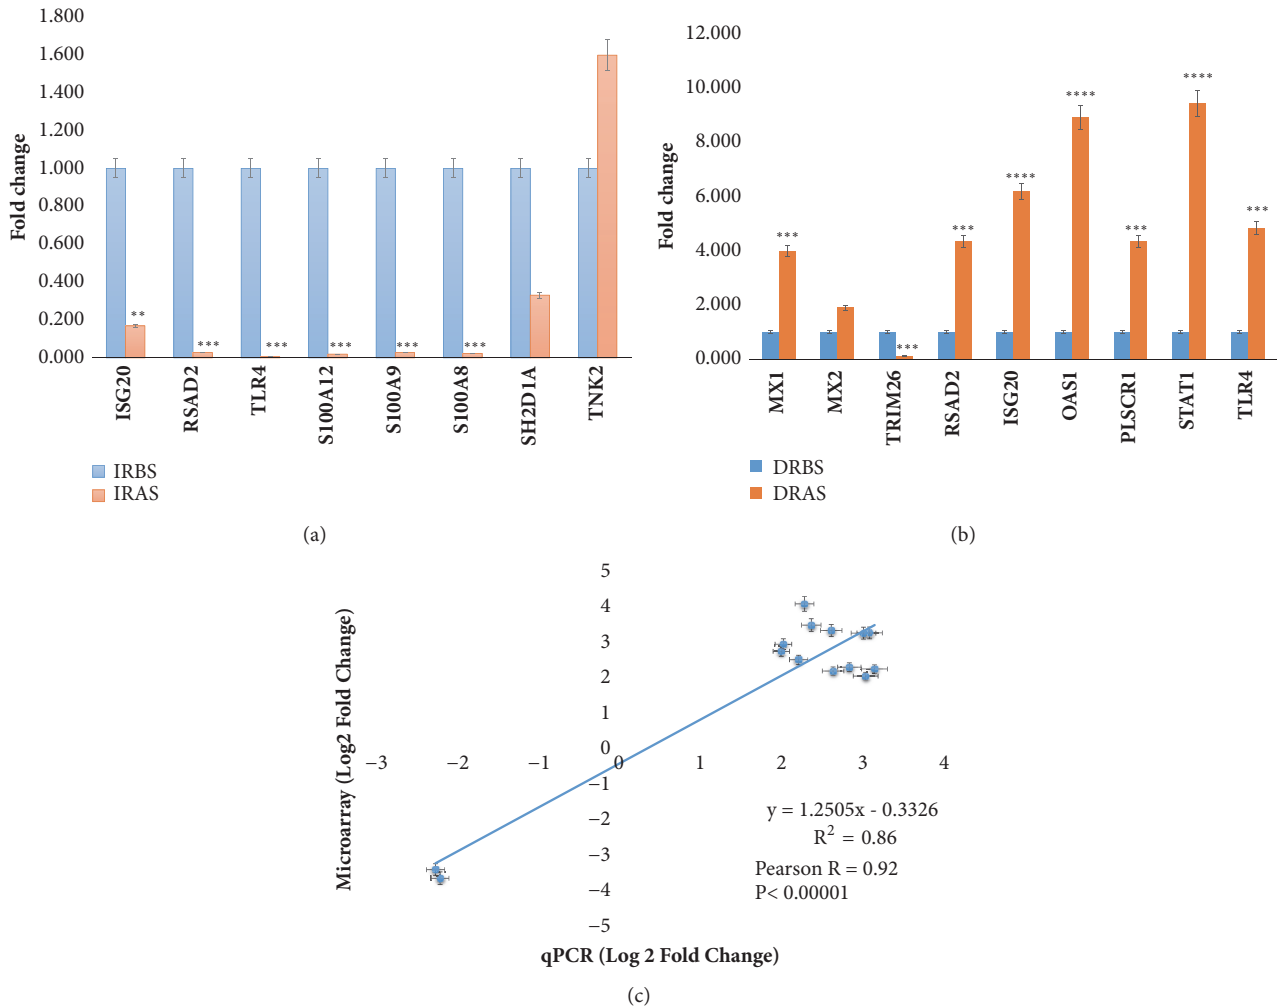 1.800
1.600
1.400
1.200
1.000
0.800
0.600
0.400
0.200
0.000
Fold change
**
***
***
***
***
***
ISG20
RSAD2
TLR4
S100A12
S100A9
S100A8
SH2D1A
TNK2
IRBS
IRAS
(a)
12.000
10.000
8.000
6.000
4.000
2.000
0.000
Fold change
***
***
***
****
****
***
****
***
MX1
MX2
TRIM26
RSAD2
ISG20
OAS1
PLSCR1
STAT1
TLR4
DRBS
DRAS
(b)
5
4
3
2
1
0
−1
−2
−3
−4
−5
Microarray (Log2 Fold Change)
−3 −2 −1 0 1 2 3 4
y = 1.2505x - 0.3326
R² = 0.86
Pearson R = 0.92
P< 0.00001
qPCR (Log 2 Fold Change)
(c)